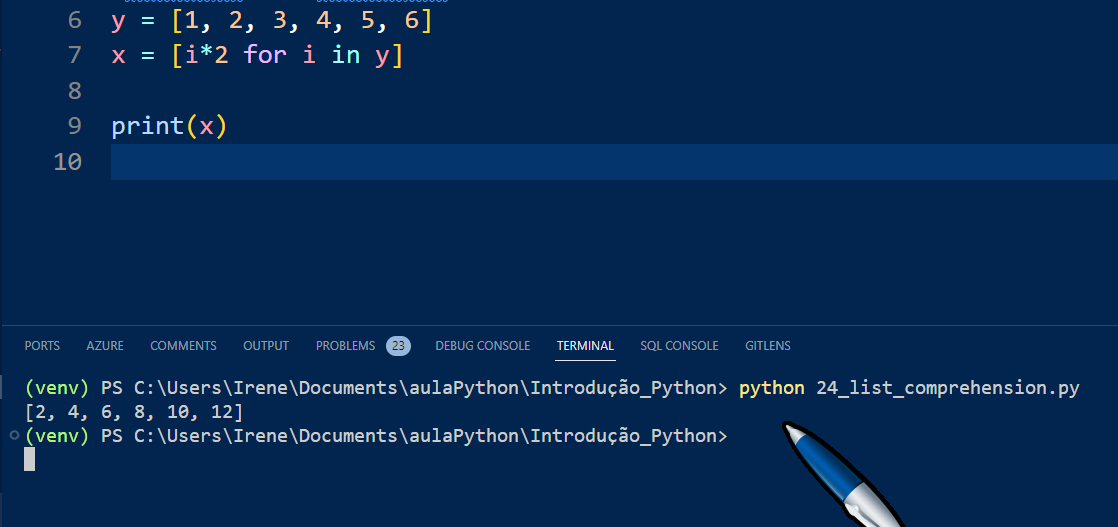 6 y = [1, 2, 3, 4, 5, 6]
7 x = [i*2 for i in y]
8
9 print(x)
10
PORTS AZURE COMMENTS OUTPUT PROBLEMS 23 DEBUG CONSOLE TERMINAL SQL CONSOLE GITLENS
(venv) PS C:\Users\Irene\Documents\aulaPython\Introdução_Python> python 24_list_comprehension.py
[2, 4, 6, 8, 10, 12]
(venv) PS C:\Users\Irene\Documents\aulaPython\Introdução_Python>